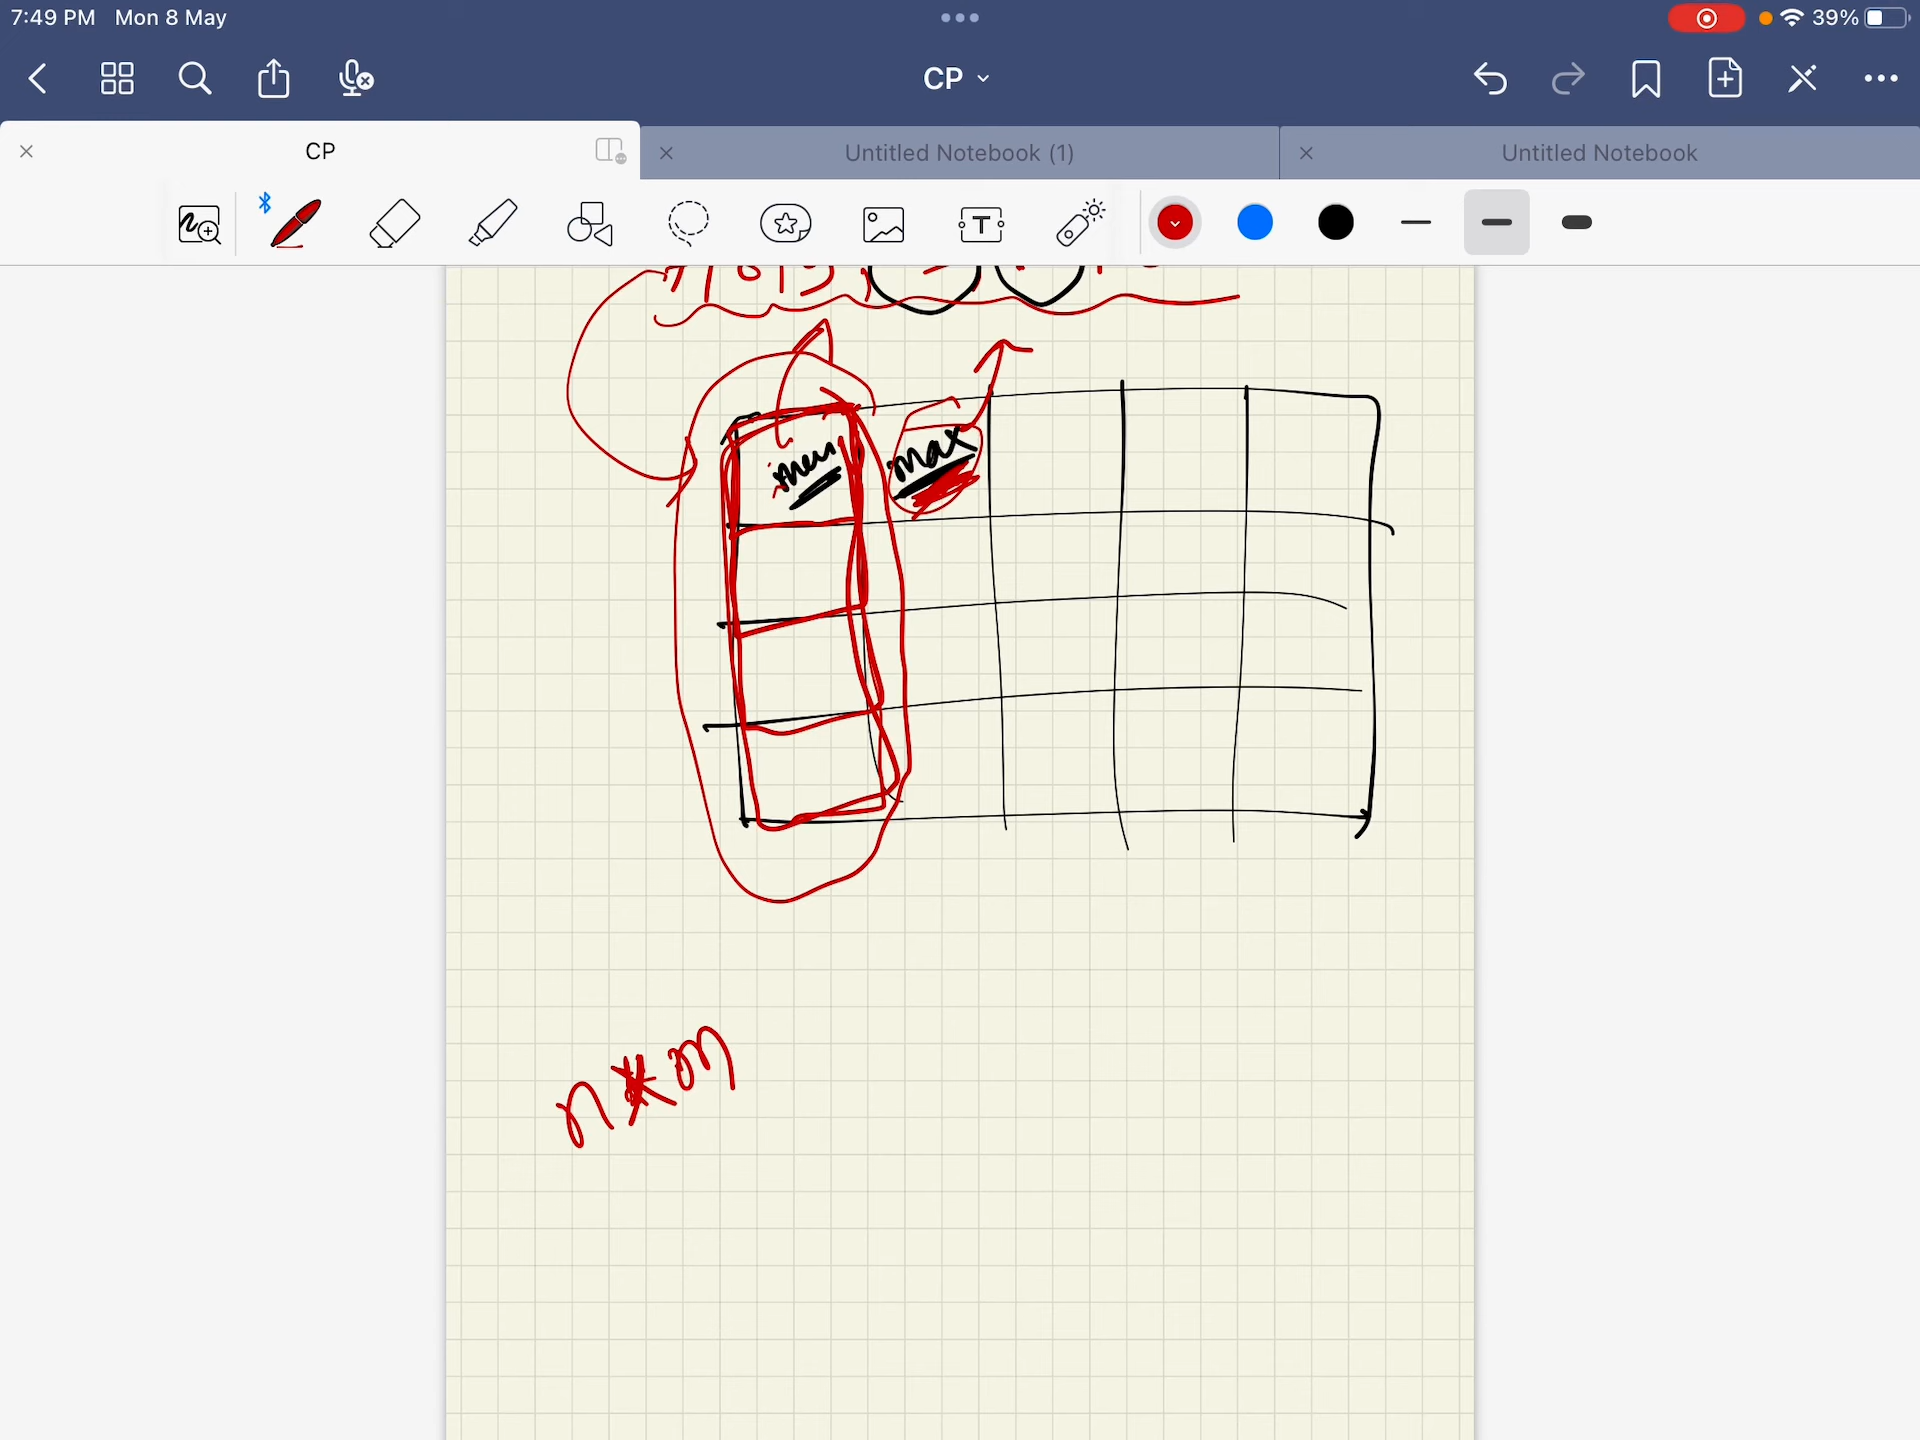 7:49 PM Mon 8 May
39%
CP
CP
Untitled Notebook (1)
Untitled Notebook
T
min max
n*m